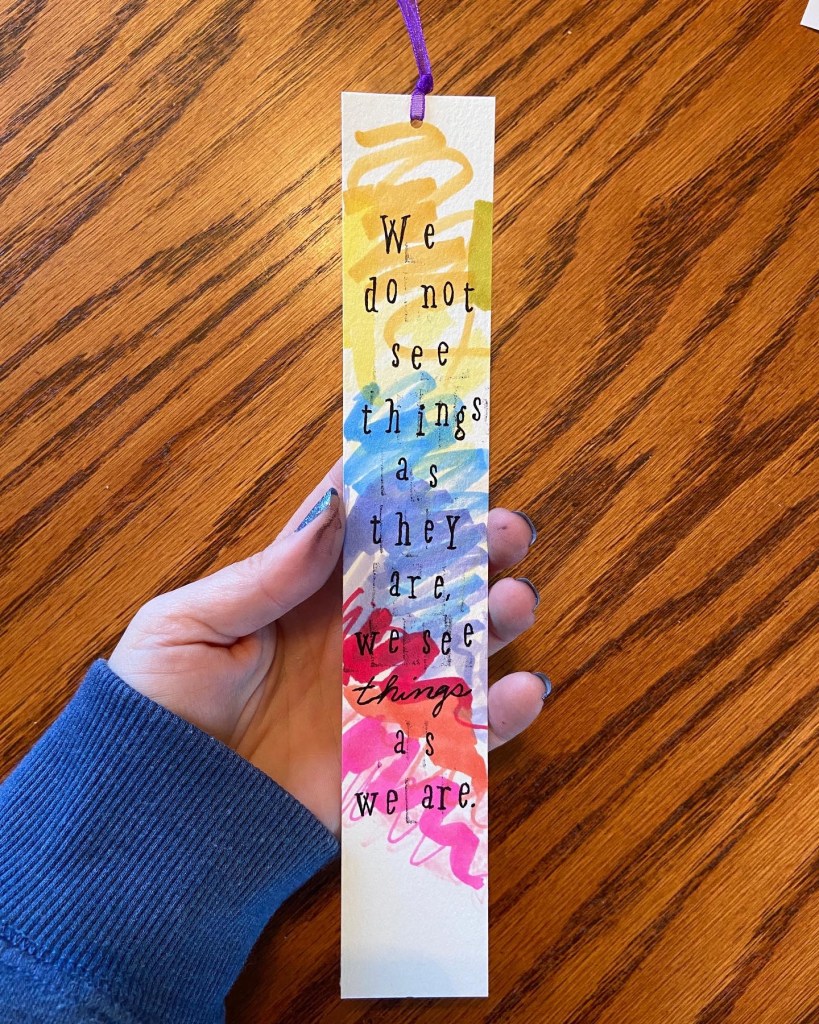 We
do not
see
things
as
they
are,
we see
things
as
we are.